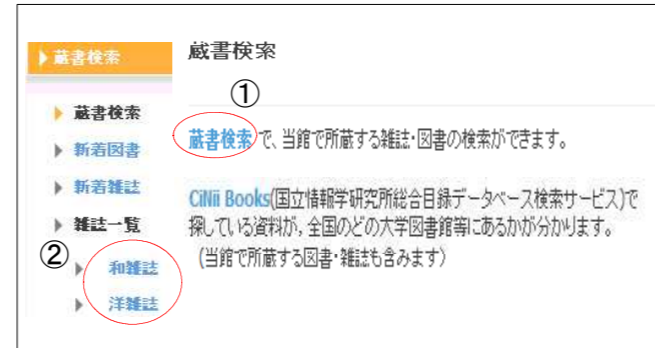 蔵書検索
蔵書検索
新着図書
新着雑誌
雑誌一覧
②
和雑誌
洋雑誌
蔵書検索
①
蔵書検索で、当館で所蔵する雑誌・図書の検索ができます。
CiNii Books(国立情報学研究所総合目録データベース検索サービス)で
探している資料が，全国のどの大学図書館等にあるかが分かります。
(当館で所蔵する図書・雑誌も含みます)